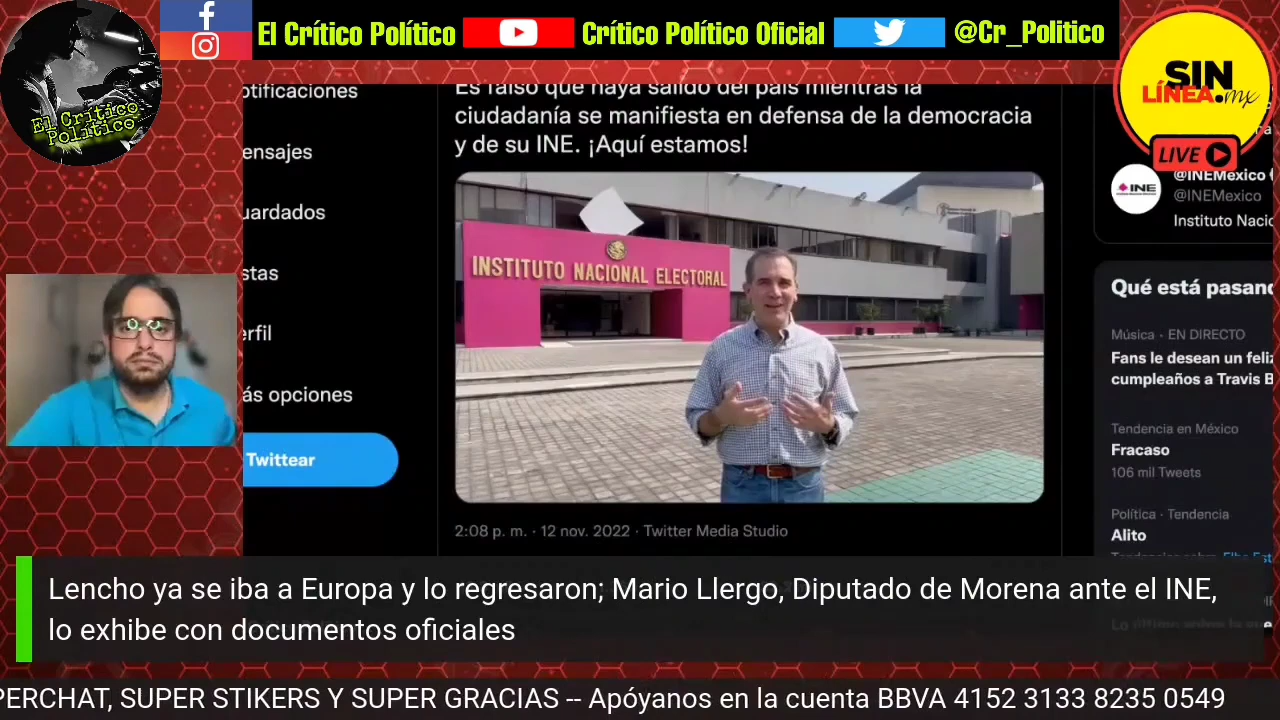 El Crítico Político
Crítico Político Oficial
@Cr_Politico
El Crítico
Político
SIN
LÍNEA.mx
LIVE
otificaciones
ensajes
uardados
stas
erfil
ás opciones
Twittear
Es falso que haya salido del país mientras la
ciudadanía se manifiesta en defensa de la democracia
y de su INE. ¡Aquí estamos!
INSTITUTO NACIONAL ELECTORAL
2:08 p. m. · 12 nov. 2022 · Twitter Media Studio
INE
@INEMexico
@INEMexico
Instituto Nacio
Qué está pasand
Música · EN DIRECTO
Fans le desean un feliz
cumpleaños a Travis B
Tendencia en México
Fracaso
106 mil Tweets
Política · Tendencia
Alito
Lencho ya se iba a Europa y lo regresaron; Mario Llergo, Diputado de Morena ante el INE,
lo exhibe con documentos oficiales
PERCHAT, SUPER STIKERS Y SUPER GRACIAS -- Apóyanos en la cuenta BBVA 4152 3133 8235 0549